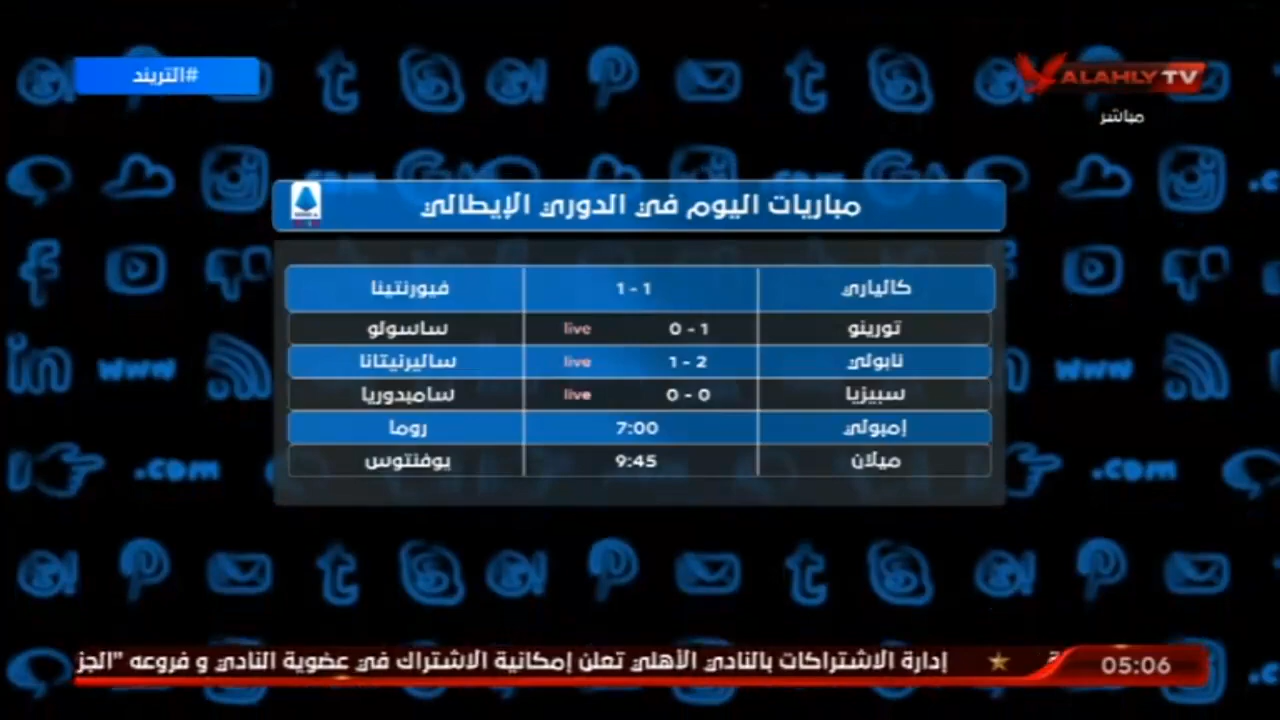 #التريند
ALAHLY TV
مباشر
مباريات اليوم في الدوري الإيطالي
كالياري 1 - 1 فيورنتينا
تورينو 1 - 0 live ساسولو
نابولي 2 - 1 live ساليرنيتانا
سبيزيا 0 - 0 live سامبدوريا
إمبولي 7:00 روما
ميلان 9:45 يوفنتوس
05:06
إدارة الاشتراكات بالنادي الأهلي تعلن إمكانية الاشتراك في عضوية النادي و فروعه "الجز